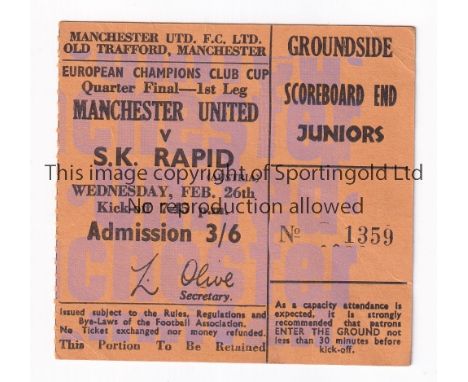 MANCHESTER UTD. F.C. LTD.
OLD TRAFFORD, MANCHESTER
EUROPEAN CHAMPIONS CLUB CUP
Quarter Final—1st Leg
MANCHESTER UNITED
V
S.K. RAPID
This image copyright of Sportingold Ltd
WEDNESDAY, FEB. 26th
No reproduction allowed
Kick-off p.m.
Admission 3/6
L. Olive
Secretary.
Issued subject to the Rules, Regulations and
Bye-Laws of the Football Association.
No Ticket exchanged nor money refunded.
This Portion To Be Retained
GROUNDSIDE
SCOREBOARD END
JUNIORS
No 1359
As a capacity attendance is
expected, it is strongly
recommended that patrons
ENTER THE GROUND not
less than 30 minutes before
kick-off.